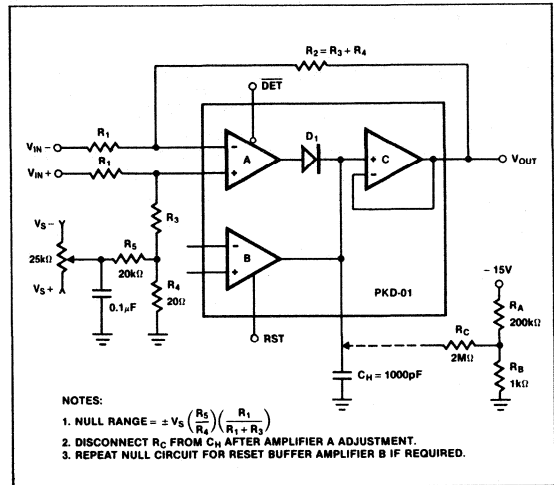 R2 = R3 + R4
DET
R1
VIN −
R1
VIN +
A
D1
C
VOUT
R3
VS −
25kΩ
VS +
R5
20kΩ
0.1µF
R4
20Ω
B
PKD-01
RST
− 15V
RA
200kΩ
RC
2MΩ
RB
1kΩ
CH = 1000pF
NOTES:
1. NULL RANGE = ± VS (R5/R4) (R1/R1 + R3)
2. DISCONNECT RC FROM CH AFTER AMPLIFIER A ADJUSTMENT.
3. REPEAT NULL CIRCUIT FOR RESET BUFFER AMPLIFIER B IF REQUIRED.